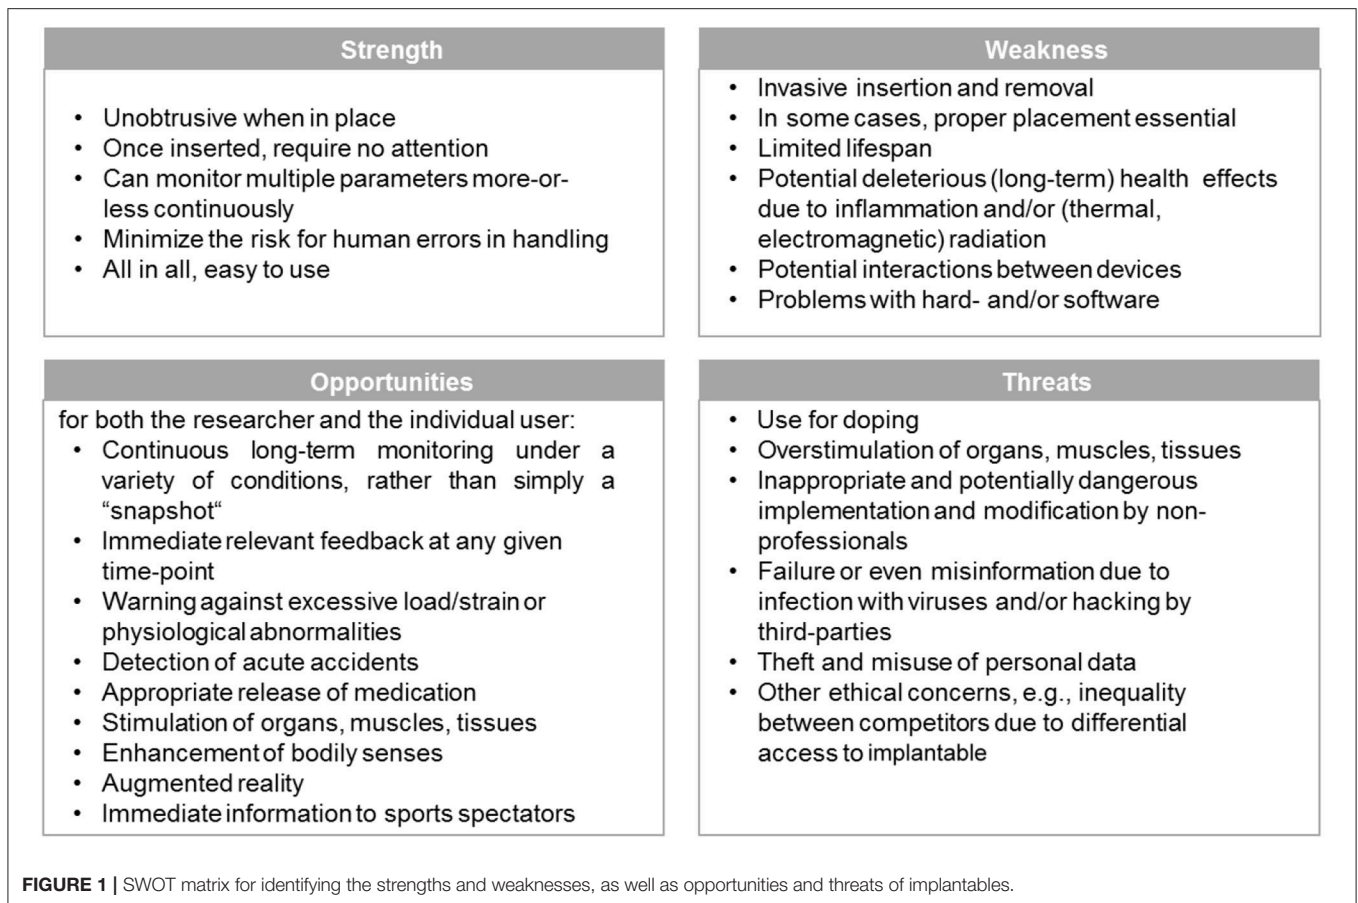 Strength
• Unobtrusive when in place
• Once inserted, require no attention
• Can monitor multiple parameters more-or-
less continuously
• Minimize the risk for human errors in handling
• All in all, easy to use
Weakness
• Invasive insertion and removal
• In some cases, proper placement essential
• Limited lifespan
• Potential deleterious (long-term) health effects
due to inflammation and/or (thermal,
electromagnetic) radiation
• Potential interactions between devices
• Problems with hard- and/or software
Opportunities
for both the researcher and the individual user:
• Continuous long-term monitoring under a
variety of conditions, rather than simply a
“snapshot“
• Immediate relevant feedback at any given
time-point
• Warning against excessive load/strain or
physiological abnormalities
• Detection of acute accidents
• Appropriate release of medication
• Stimulation of organs, muscles, tissues
• Enhancement of bodily senses
• Augmented reality
• Immediate information to sports spectators
Threats
• Use for doping
• Overstimulation of organs, muscles, tissues
• Inappropriate and potentially dangerous
implementation and modification by non-
professionals
• Failure or even misinformation due to
infection with viruses and/or hacking by
third-parties
• Theft and misuse of personal data
• Other ethical concerns, e.g., inequality
between competitors due to differential
access to implantable
FIGURE 1 | SWOT matrix for identifying the strengths and weaknesses, as well as opportunities and threats of implantables.